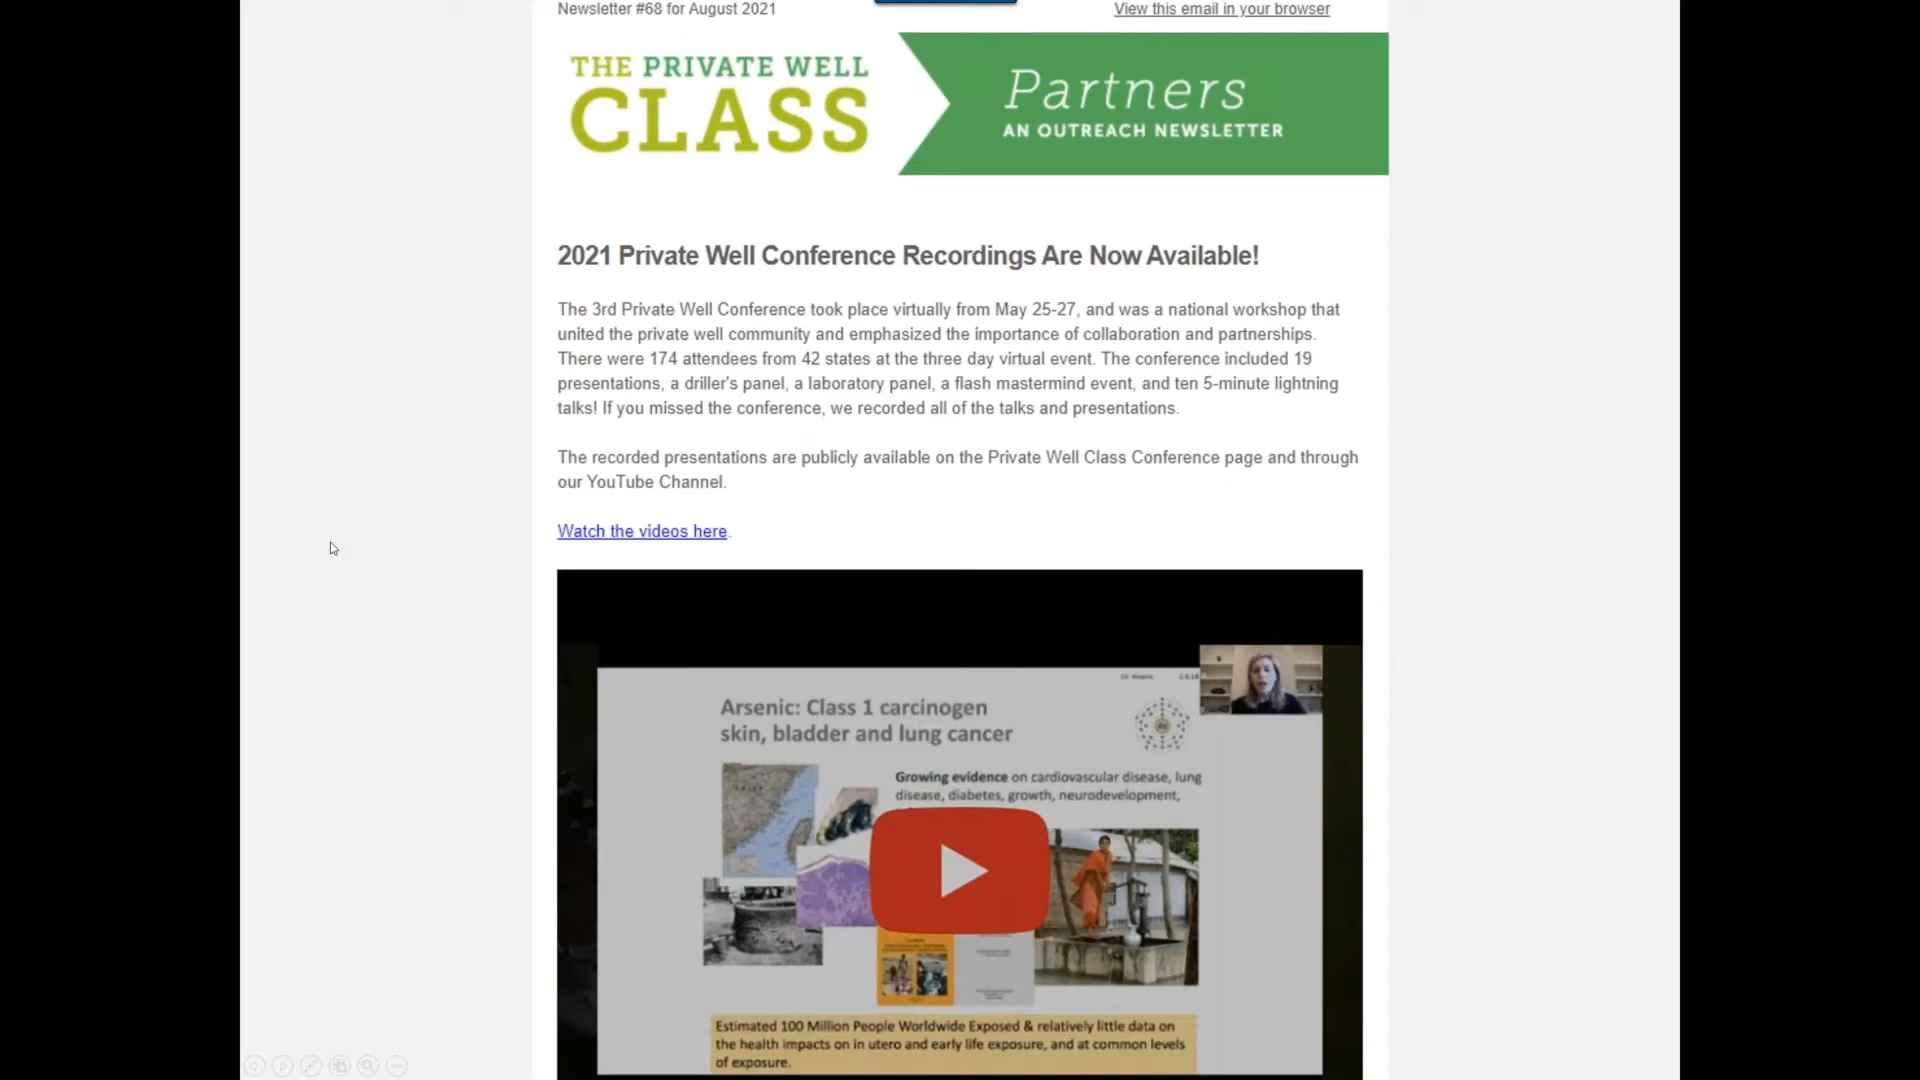 Newsletter #68 for August 2021
View this email in your browser
THE PRIVATE WELL
CLASS
Partners
AN OUTREACH NEWSLETTER
2021 Private Well Conference Recordings Are Now Available!
The 3rd Private Well Conference took place virtually from May 25-27, and was a national workshop that
united the private well community and emphasized the importance of collaboration and partnerships.
There were 174 attendees from 42 states at the three day virtual event. The conference included 19
presentations, a driller's panel, a laboratory panel, a flash mastermind event, and ten 5-minute lightning
talks! If you missed the conference, we recorded all of the talks and presentations.
The recorded presentations are publicly available on the Private Well Class Conference page and through
our YouTube Channel.
Watch the videos here.
Arsenic: Class 1 carcinogen
skin, bladder and lung cancer
Growing evidence on cardiovascular disease, lung
disease, diabetes, growth, neurodevelopment,
Estimated 100 Million People Worldwide Exposed & relatively little data on
the health impacts on in utero and early life exposure, and at common levels
of exposure.